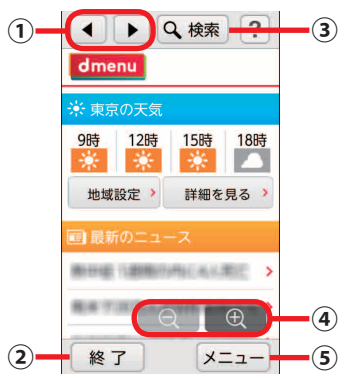 ① ◀ ▶ 検索 ? ③
dmenu
東京の天気
9時 12時 15時 18時
地域設定 詳細を見る
最新のニュース
④
② 終了 メニュー ⑤